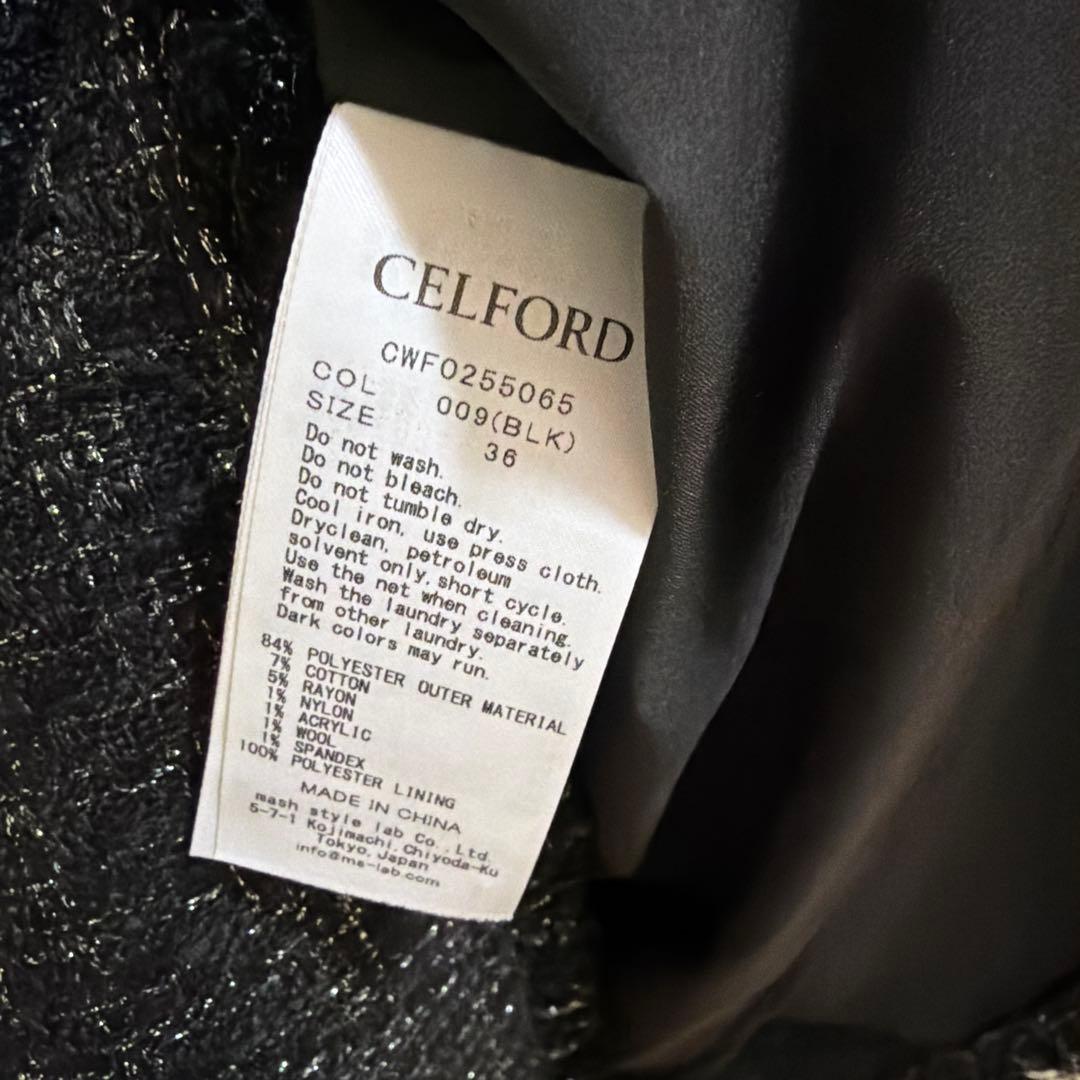 CELFORD
CWF0255065
COL 009(BLK)
SIZE 36
Do not wash.
Do not bleach.
Do not tumble dry.
Cool iron, use press cloth.
Dryclean, petroleum
solvent only, short cycle.
Use the net when cleaning.
Wash the laundry separately
from other laundry.
Dark colors may run.
84% POLYESTER OUTER MATERIAL
7% COTTON
5% RAYON
1% NYLON
1% ACRYLIC
1% WOOL
1% SPANDEX
100% POLYESTER LINING
MADE IN CHINA
mash style lab Co., Ltd.
5-7-1 Kojimachi, Chiyoda-Ku
Tokyo, Japan
info@ms-lab.com